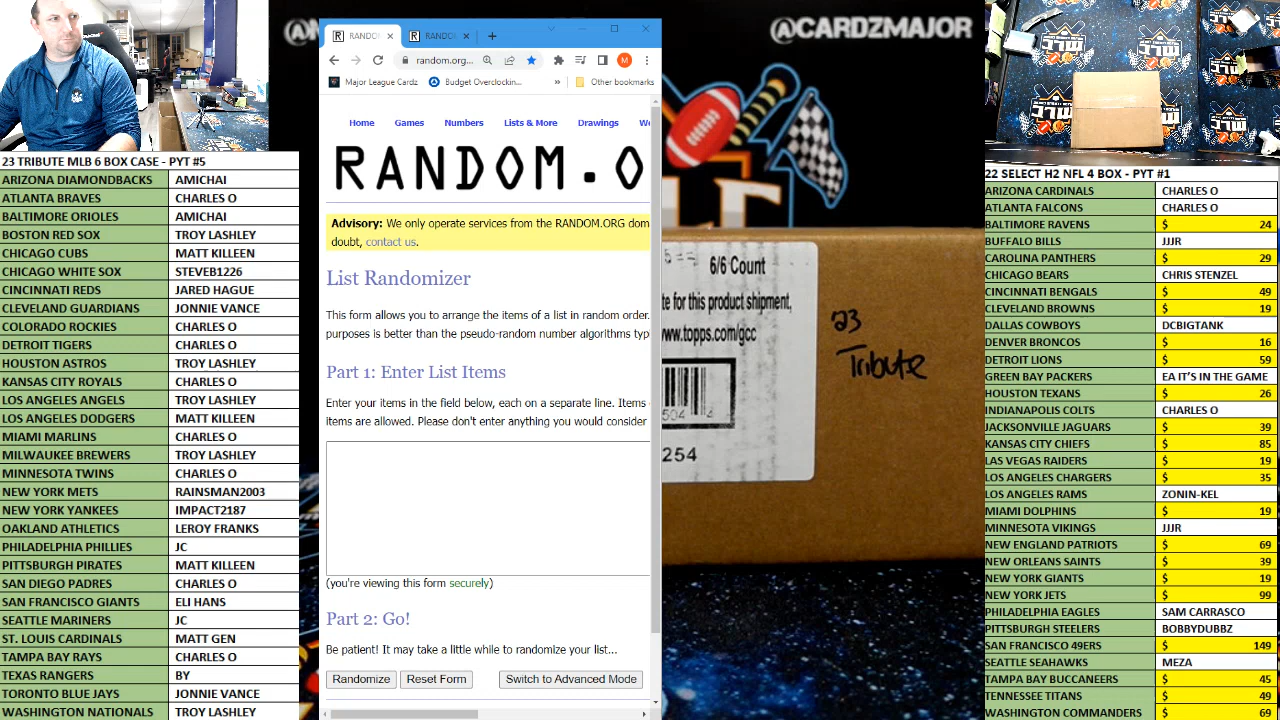 @CARDZMAJOR
RANDO
RANDOM
random.org...
M
Major League Cardz
Budget Overclockin...
»
Other bookmarks
Home Games Numbers Lists & More Drawings
RANDOM.O
Advisory: We only operate services from the RANDOM.ORG dom
doubt, contact us.
List Randomizer
This form allows you to arrange the items of a list in random order.
purposes is better than the pseudo-random number algorithms typ
Part 1: Enter List Items
Enter your items in the field below, each on a separate line. Items
items are allowed. Please don't enter anything you would consider
(you're viewing this form securely)
Part 2: Go!
Be patient! It may take a little while to randomize your list...
Randomize Reset Form Switch to Advanced Mode
6/6 Count
te for this product shipment,
www.topps.com/gcc
504 4
254
23
Tribute
23 TRIBUTE MLB 6 BOX CASE - PYT #5
ARIZONA DIAMONDBACKS AMICHAI
ATLANTA BRAVES CHARLES O
BALTIMORE ORIOLES AMICHAI
BOSTON RED SOX TROY LASHLEY
CHICAGO CUBS MATT KILLEEN
CHICAGO WHITE SOX STEVEB1226
CINCINNATI REDS JARED HAGUE
CLEVELAND GUARDIANS JONNIE VANCE
COLORADO ROCKIES CHARLES O
DETROIT TIGERS CHARLES O
HOUSTON ASTROS TROY LASHLEY
KANSAS CITY ROYALS CHARLES O
LOS ANGELES ANGELS TROY LASHLEY
LOS ANGELES DODGERS MATT KILLEEN
MIAMI MARLINS CHARLES O
MILWAUKEE BREWERS TROY LASHLEY
MINNESOTA TWINS CHARLES O
NEW YORK METS RAINSMAN2003
NEW YORK YANKEES IMPACT2187
OAKLAND ATHLETICS LEROY FRANKS
PHILADELPHIA PHILLIES JC
PITTSBURGH PIRATES MATT KILLEEN
SAN DIEGO PADRES CHARLES O
SAN FRANCISCO GIANTS ELI HANS
SEATTLE MARINERS JC
ST. LOUIS CARDINALS MATT GEN
TAMPA BAY RAYS CHARLES O
TEXAS RANGERS BY
TORONTO BLUE JAYS JONNIE VANCE
WASHINGTON NATIONALS TROY LASHLEY
22 SELECT H2 NFL 4 BOX - PYT #1
ARIZONA CARDINALS CHARLES O
ATLANTA FALCONS CHARLES O
BALTIMORE RAVENS $ 24
BUFFALO BILLS JJJR
CAROLINA PANTHERS $ 29
CHICAGO BEARS CHRIS STENZEL
CINCINNATI BENGALS $ 49
CLEVELAND BROWNS $ 19
DALLAS COWBOYS DCBIGTANK
DENVER BRONCOS $ 16
DETROIT LIONS $ 59
GREEN BAY PACKERS EA IT'S IN THE GAME
HOUSTON TEXANS $ 26
INDIANAPOLIS COLTS CHARLES O
JACKSONVILLE JAGUARS $ 39
KANSAS CITY CHIEFS $ 85
LAS VEGAS RAIDERS $ 19
LOS ANGELES CHARGERS $ 35
LOS ANGELES RAMS ZONIN-KEL
MIAMI DOLPHINS $ 19
MINNESOTA VIKINGS JJJR
NEW ENGLAND PATRIOTS $ 69
NEW ORLEANS SAINTS $ 39
NEW YORK GIANTS $ 19
NEW YORK JETS $ 99
PHILADELPHIA EAGLES SAM CARRASCO
PITTSBURGH STEELERS BOBBYDUBBZ
SAN FRANCISCO 49ERS $ 149
SEATTLE SEAHAWKS MEZA
TAMPA BAY BUCCANEERS $ 45
TENNESSEE TITANS $ 49
WASHINGTON COMMANDERS $ 69